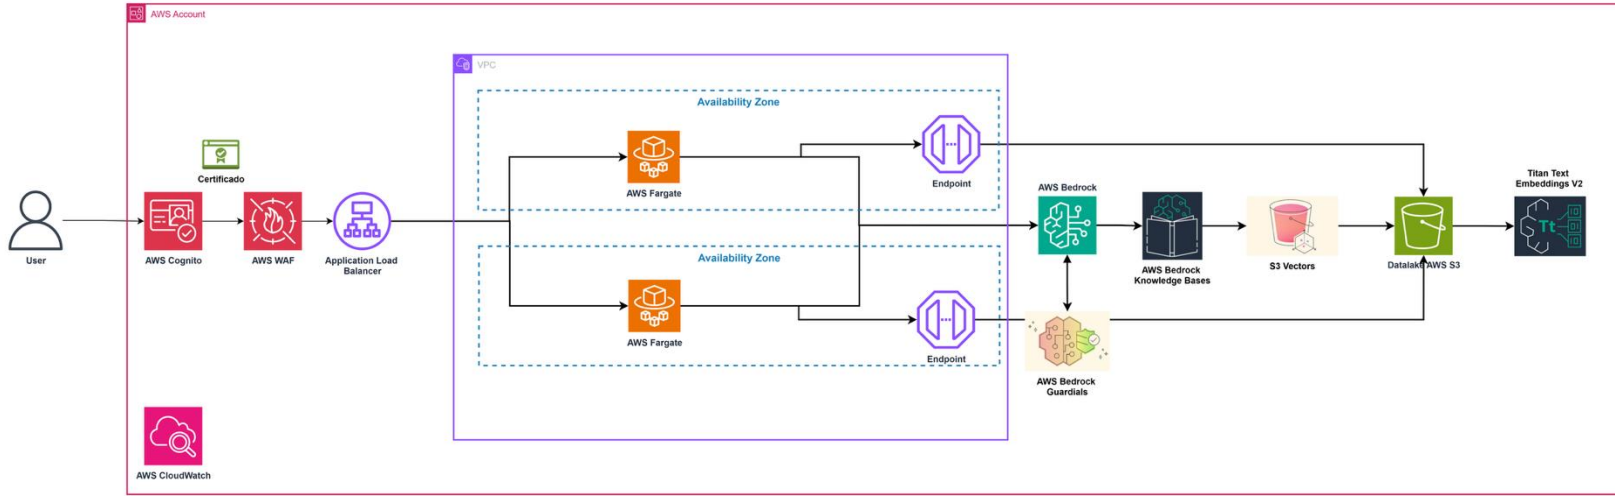 AWS Account
VPC
Availability Zone
AWS Fargate
Endpoint
Certificado
User
AWS Cognito
AWS WAF
Application Load
Balancer
Availability Zone
AWS Fargate
Endpoint
AWS Bedrock
AWS Bedrock
Knowledge Bases
S3 Vectors
Datalake AWS S3
Titan Text
Embeddings V2
Tt
AWS Bedrock
Guardials
AWS CloudWatch